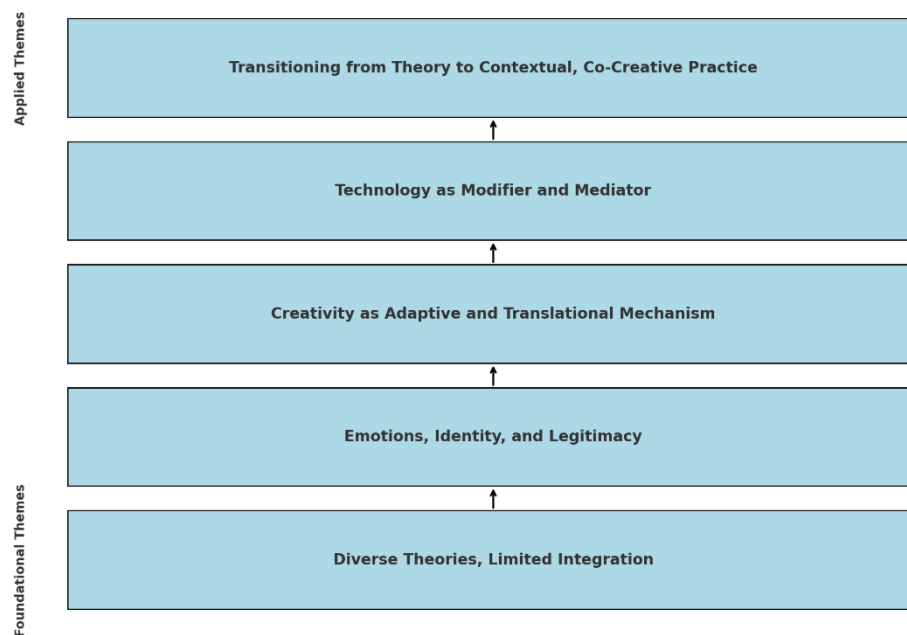 Applied Themes
Transitioning from Theory to Contextual, Co-Creative Practice
Technology as Modifier and Mediator
Creativity as Adaptive and Translational Mechanism
Emotions, Identity, and Legitimacy
Foundational Themes
Diverse Theories, Limited Integration